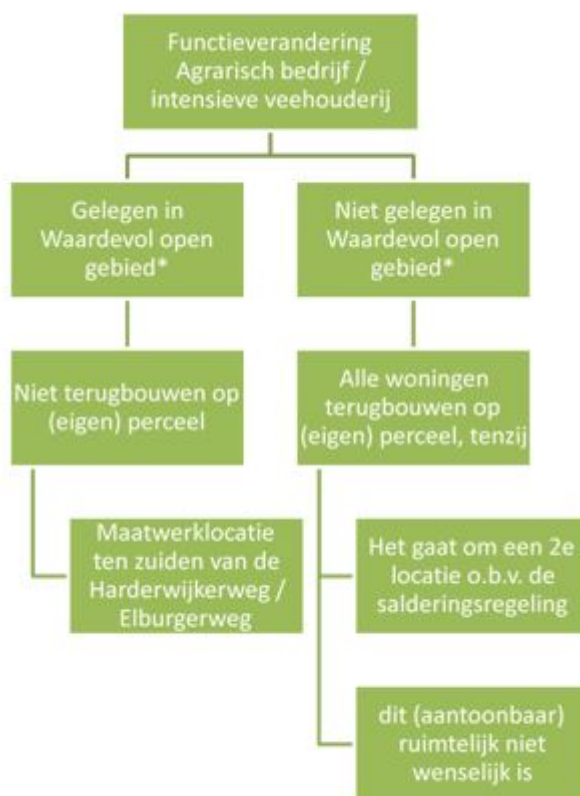 Functieverandering
Agrarisch bedrijf /
intensieve veehouderij
Gelegen in
Waardevol open
gebied*
Niet gelegen in
Waardevol open
gebied*
Niet terugbouwen op
(eigen) perceel
Alle woningen
terugbouwen op
(eigen) perceel, tenzij
Maatwerklocatie
ten zuiden van de
Harderwijkerweg /
Elburgerweg
Het gaat om een 2e
locatie o.b.v. de
salderingsregeling
dit (aantoonbaar)
ruimtelijk niet
wenselijk is